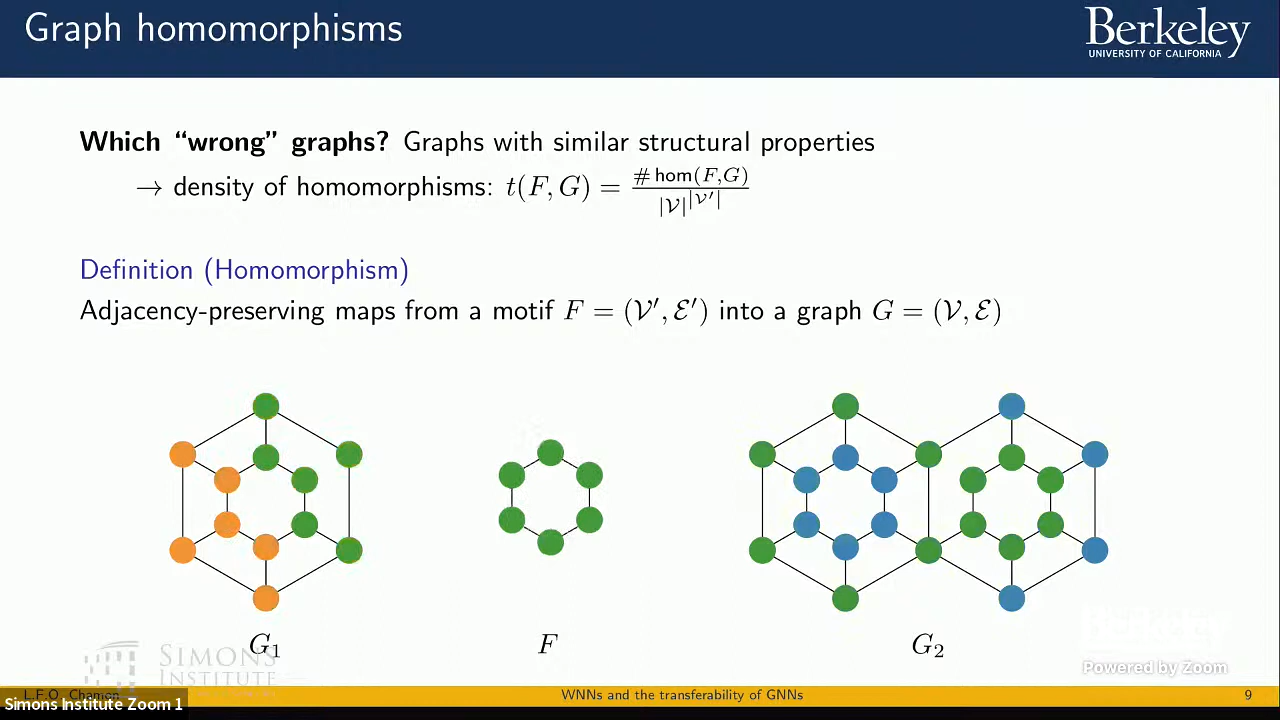 Graph homomorphisms
Berkeley
UNIVERSITY OF CALIFORNIA
Which “wrong” graphs? Graphs with similar structural properties
→ density of homomorphisms: t(F, G) = # hom(F,G) / |𝒱|^|𝒱′|
Definition (Homomorphism)
Adjacency-preserving maps from a motif F = (𝒱′, ℰ′) into a graph G = (𝒱, ℰ)
G₁ F G₂
SIMONS
INSTITUTE
Berkeley
Powered by Zoom
L.F.O. Chamon WNNs and the transferability of GNNs 9
Simons Institute Zoom 1